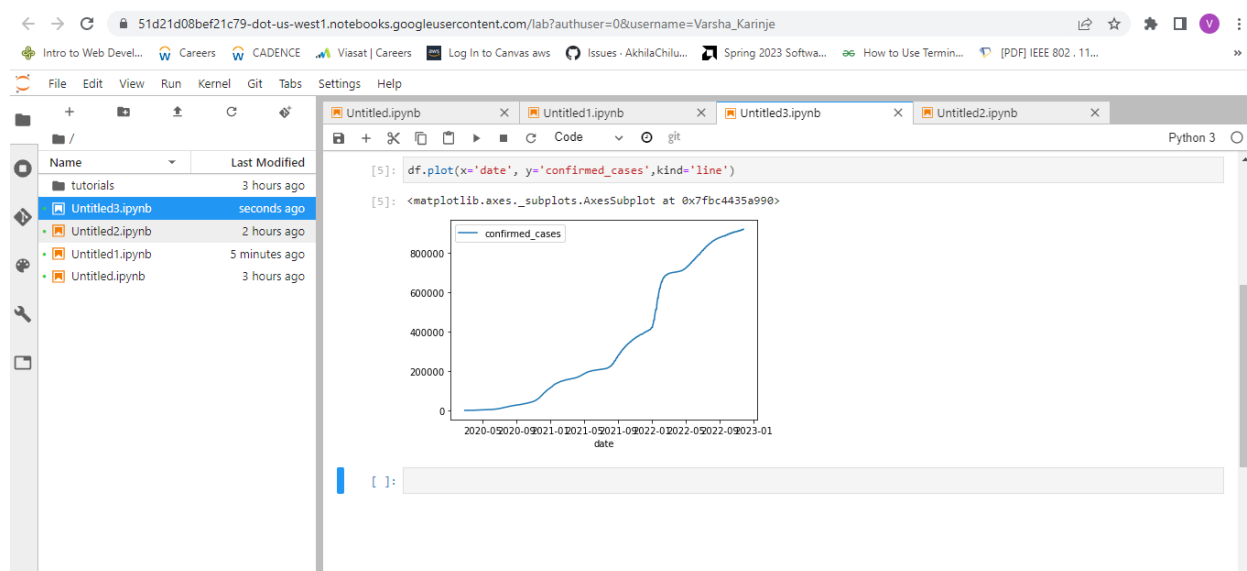 51d21d08bef21c79-dot-us-west1.notebooks.googleusercontent.com/lab?authuser=0&username=Varsha_Karinje
V
Intro to Web Devel... Careers CADENCE Viasat | Careers aws Log In to Canvas aws Issues · AkhilaChilu... Spring 2023 Softwa... How to Use Termin... [PDF] IEEE 802 . 11... »
File Edit View Run Kernel Git Tabs Settings Help
Untitled.ipynb Untitled1.ipynb Untitled3.ipynb Untitled2.ipynb
/ Code git Python 3
Name Last Modified
tutorials 3 hours ago
Untitled3.ipynb seconds ago
Untitled2.ipynb 2 hours ago
Untitled1.ipynb 5 minutes ago
Untitled.ipynb 3 hours ago
[5]: df.plot(x='date', y='confirmed_cases',kind='line')
[5]: <matplotlib.axes._subplots.AxesSubplot at 0x7fbc4435a990>
confirmed_cases
800000
600000
400000
200000
0
2020-05 2020-09 2021-01 2021-05 2021-09 2022-01 2022-05 2022-09 2023-01
date
[ ]: